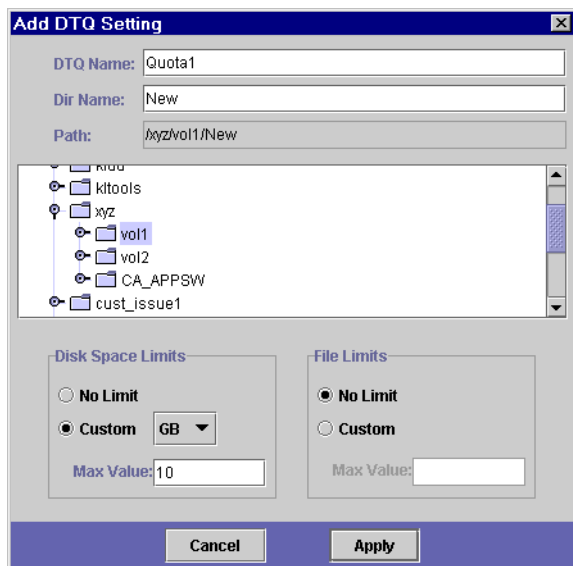 Add DTQ Setting
DTQ Name: Quota1
Dir Name: New
Path: /xyz/vol1/New
kltools
xyz
vol1
vol2
CA_APPSW
cust_issue1
Disk Space Limits
No Limit
Custom GB
Max Value: 10
File Limits
No Limit
Custom
Max Value:
Cancel Apply